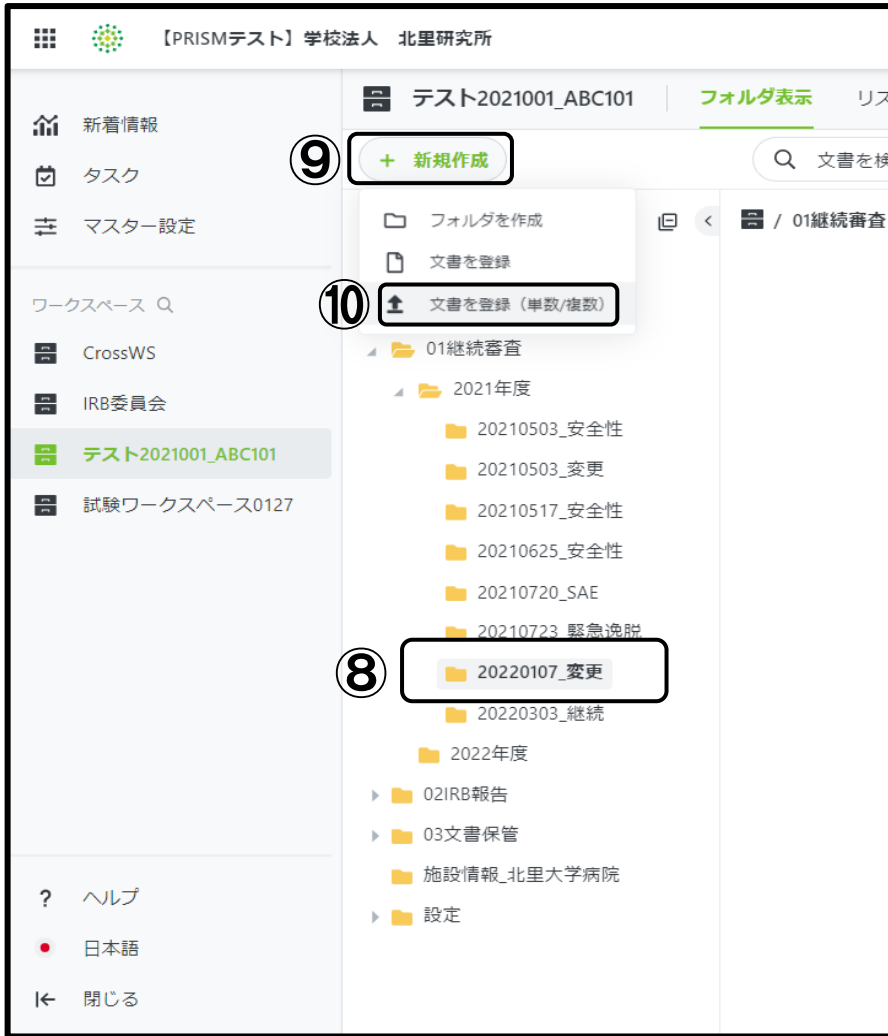 【PRISMテスト】学校法人 北里研究所
テスト2021001_ABC101
フォルダ表示
リス
新着情報
タスク
マスター設定
ワークスペース
CrossWS
IRB委員会
テスト2021001_ABC101
試験ワークスペース0127
⑨
+ 新規作成
文書を検
フォルダを作成
文書を登録
⑩
文書を登録（単数/複数）
/ 01継続審査
01継続審査
2021年度
20210503_安全性
20210503_変更
20210517_安全性
20210625_安全性
20210720_SAE
20210723_緊急逸脱
⑧
20220107_変更
20220303_継続
2022年度
02IRB報告
03文書保管
施設情報_北里大学病院
設定
? ヘルプ
日本語
閉じる